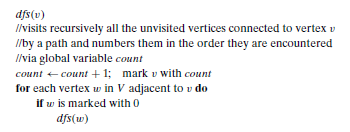 dfs(v)
//visits recursively all the unvisited vertices connected to vertex v
//by a path and numbers them in the order they are encountered
//via global variable count
count ← count + 1; mark v with count
for each vertex w in V adjacent to v do
if w is marked with 0
dfs(w)